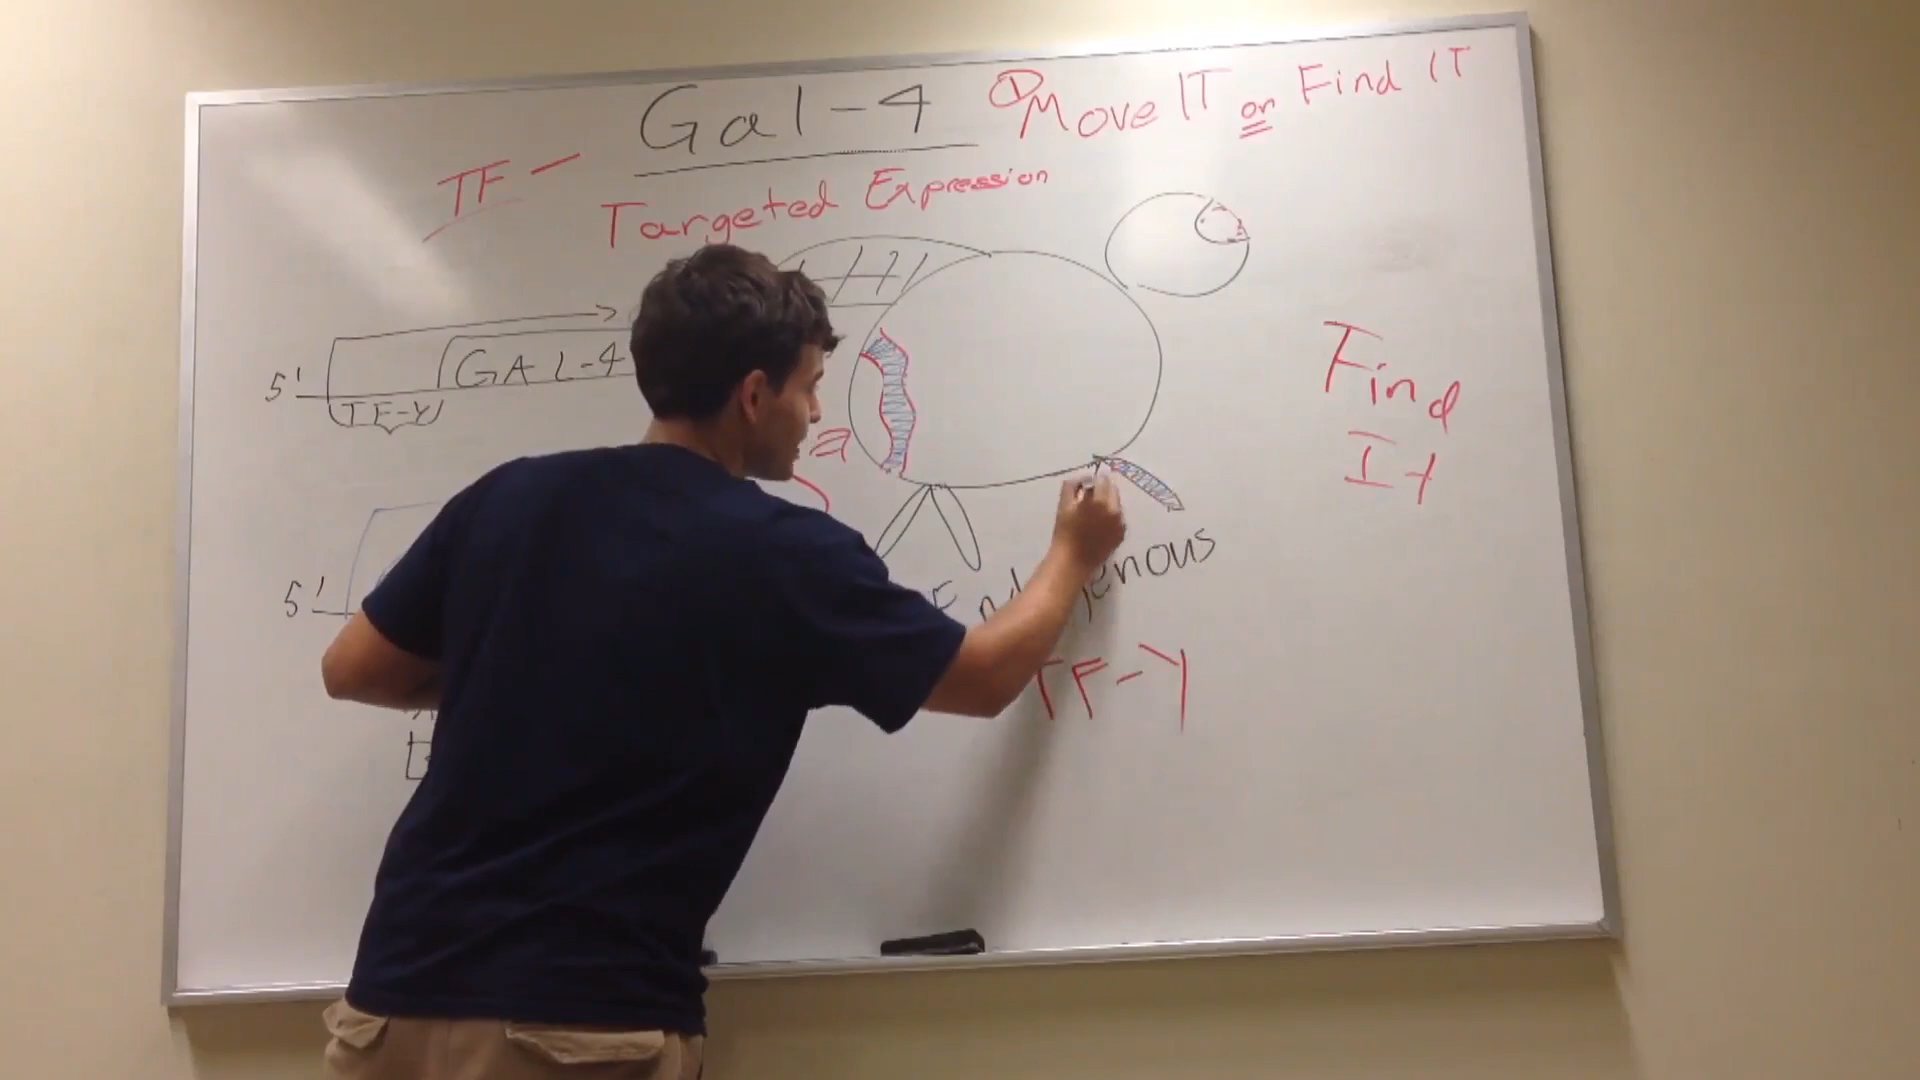 Gal-4 ① Move IT or Find IT
TF-
Targeted Expression
5' GAL-4
TF-Y
Find
It
5'
Endogenous
TF-Y